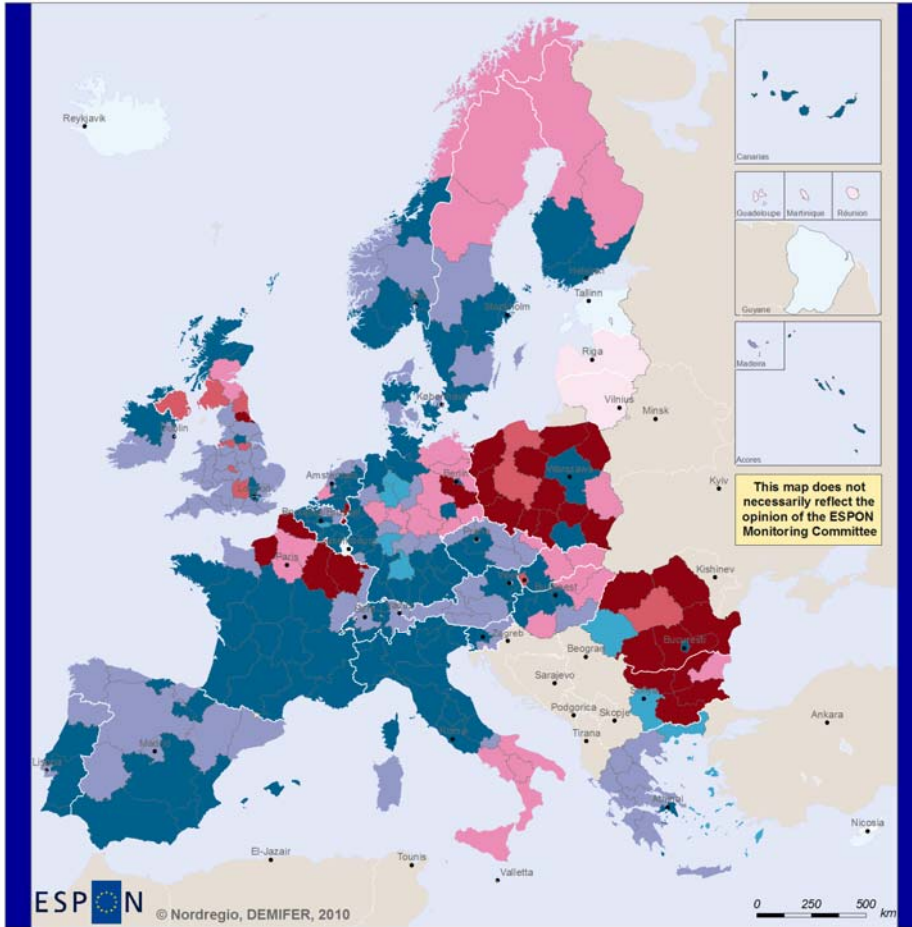 Reykjavik
Canarias
Guadeloupe
Martinique
Réunion
Guyane
Madeira
Acores
Helsinki
Tallinn
Stockholm
Riga
København
Vilnius
Minsk
Dublin
Amsterdam
Berlin
Warszawa
Kyiv
This map does not
necessarily reflect the
opinion of the ESPON
Monitoring Committee
Paris
Kishinev
Budapest
Zagreb
Bucuresti
Beograd
Sarajevo
Podgorica
Skopje
Tirana
Ankara
Roma
Madrid
Lisboa
Athinai
Nicosia
El-Jazair
Tounis
Valletta
ESPON
© Nordregio, DEMIFER, 2010
0 250 500
km